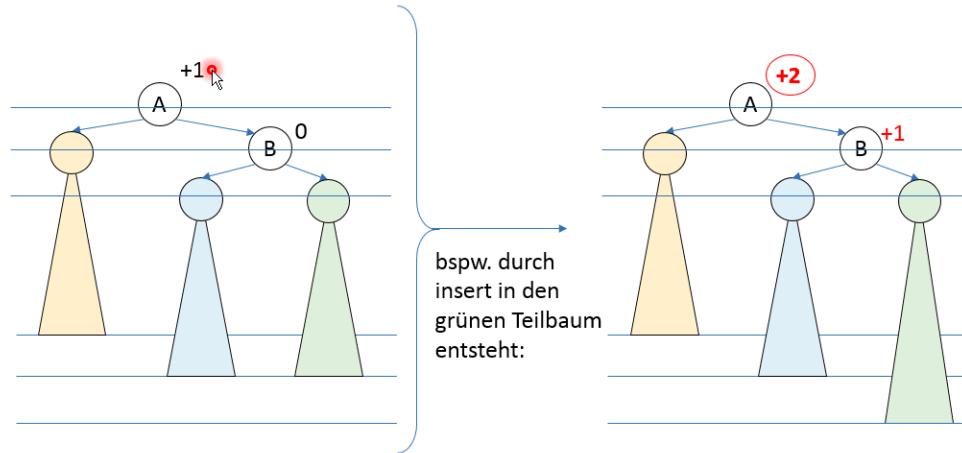 +1
A
0
B
bspw. durch
insert in den
grünen Teilbaum
entsteht:
+2
A
+1
B